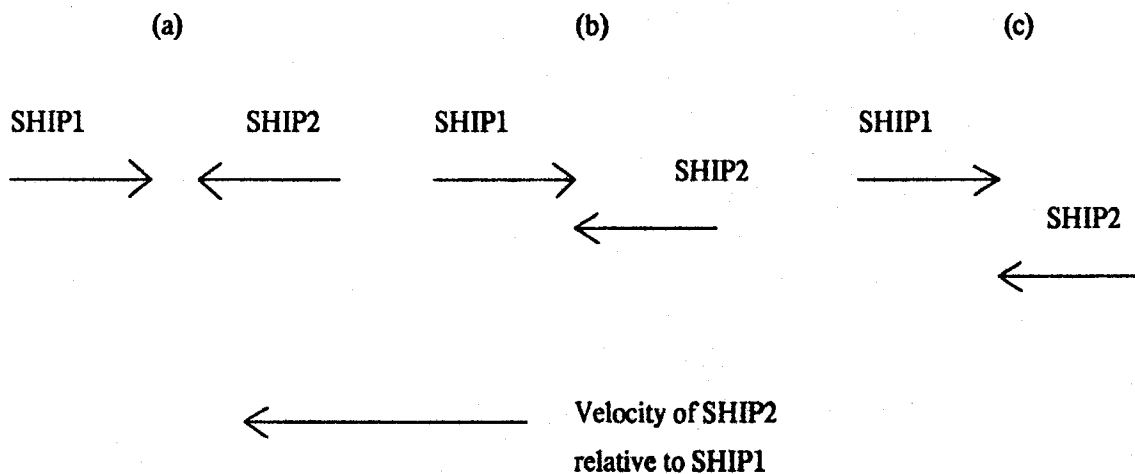 (a)
(b)
(c)
SHIP1
SHIP2
SHIP1
SHIP2
SHIP1
SHIP2
Velocity of SHIP2
relative to SHIP1